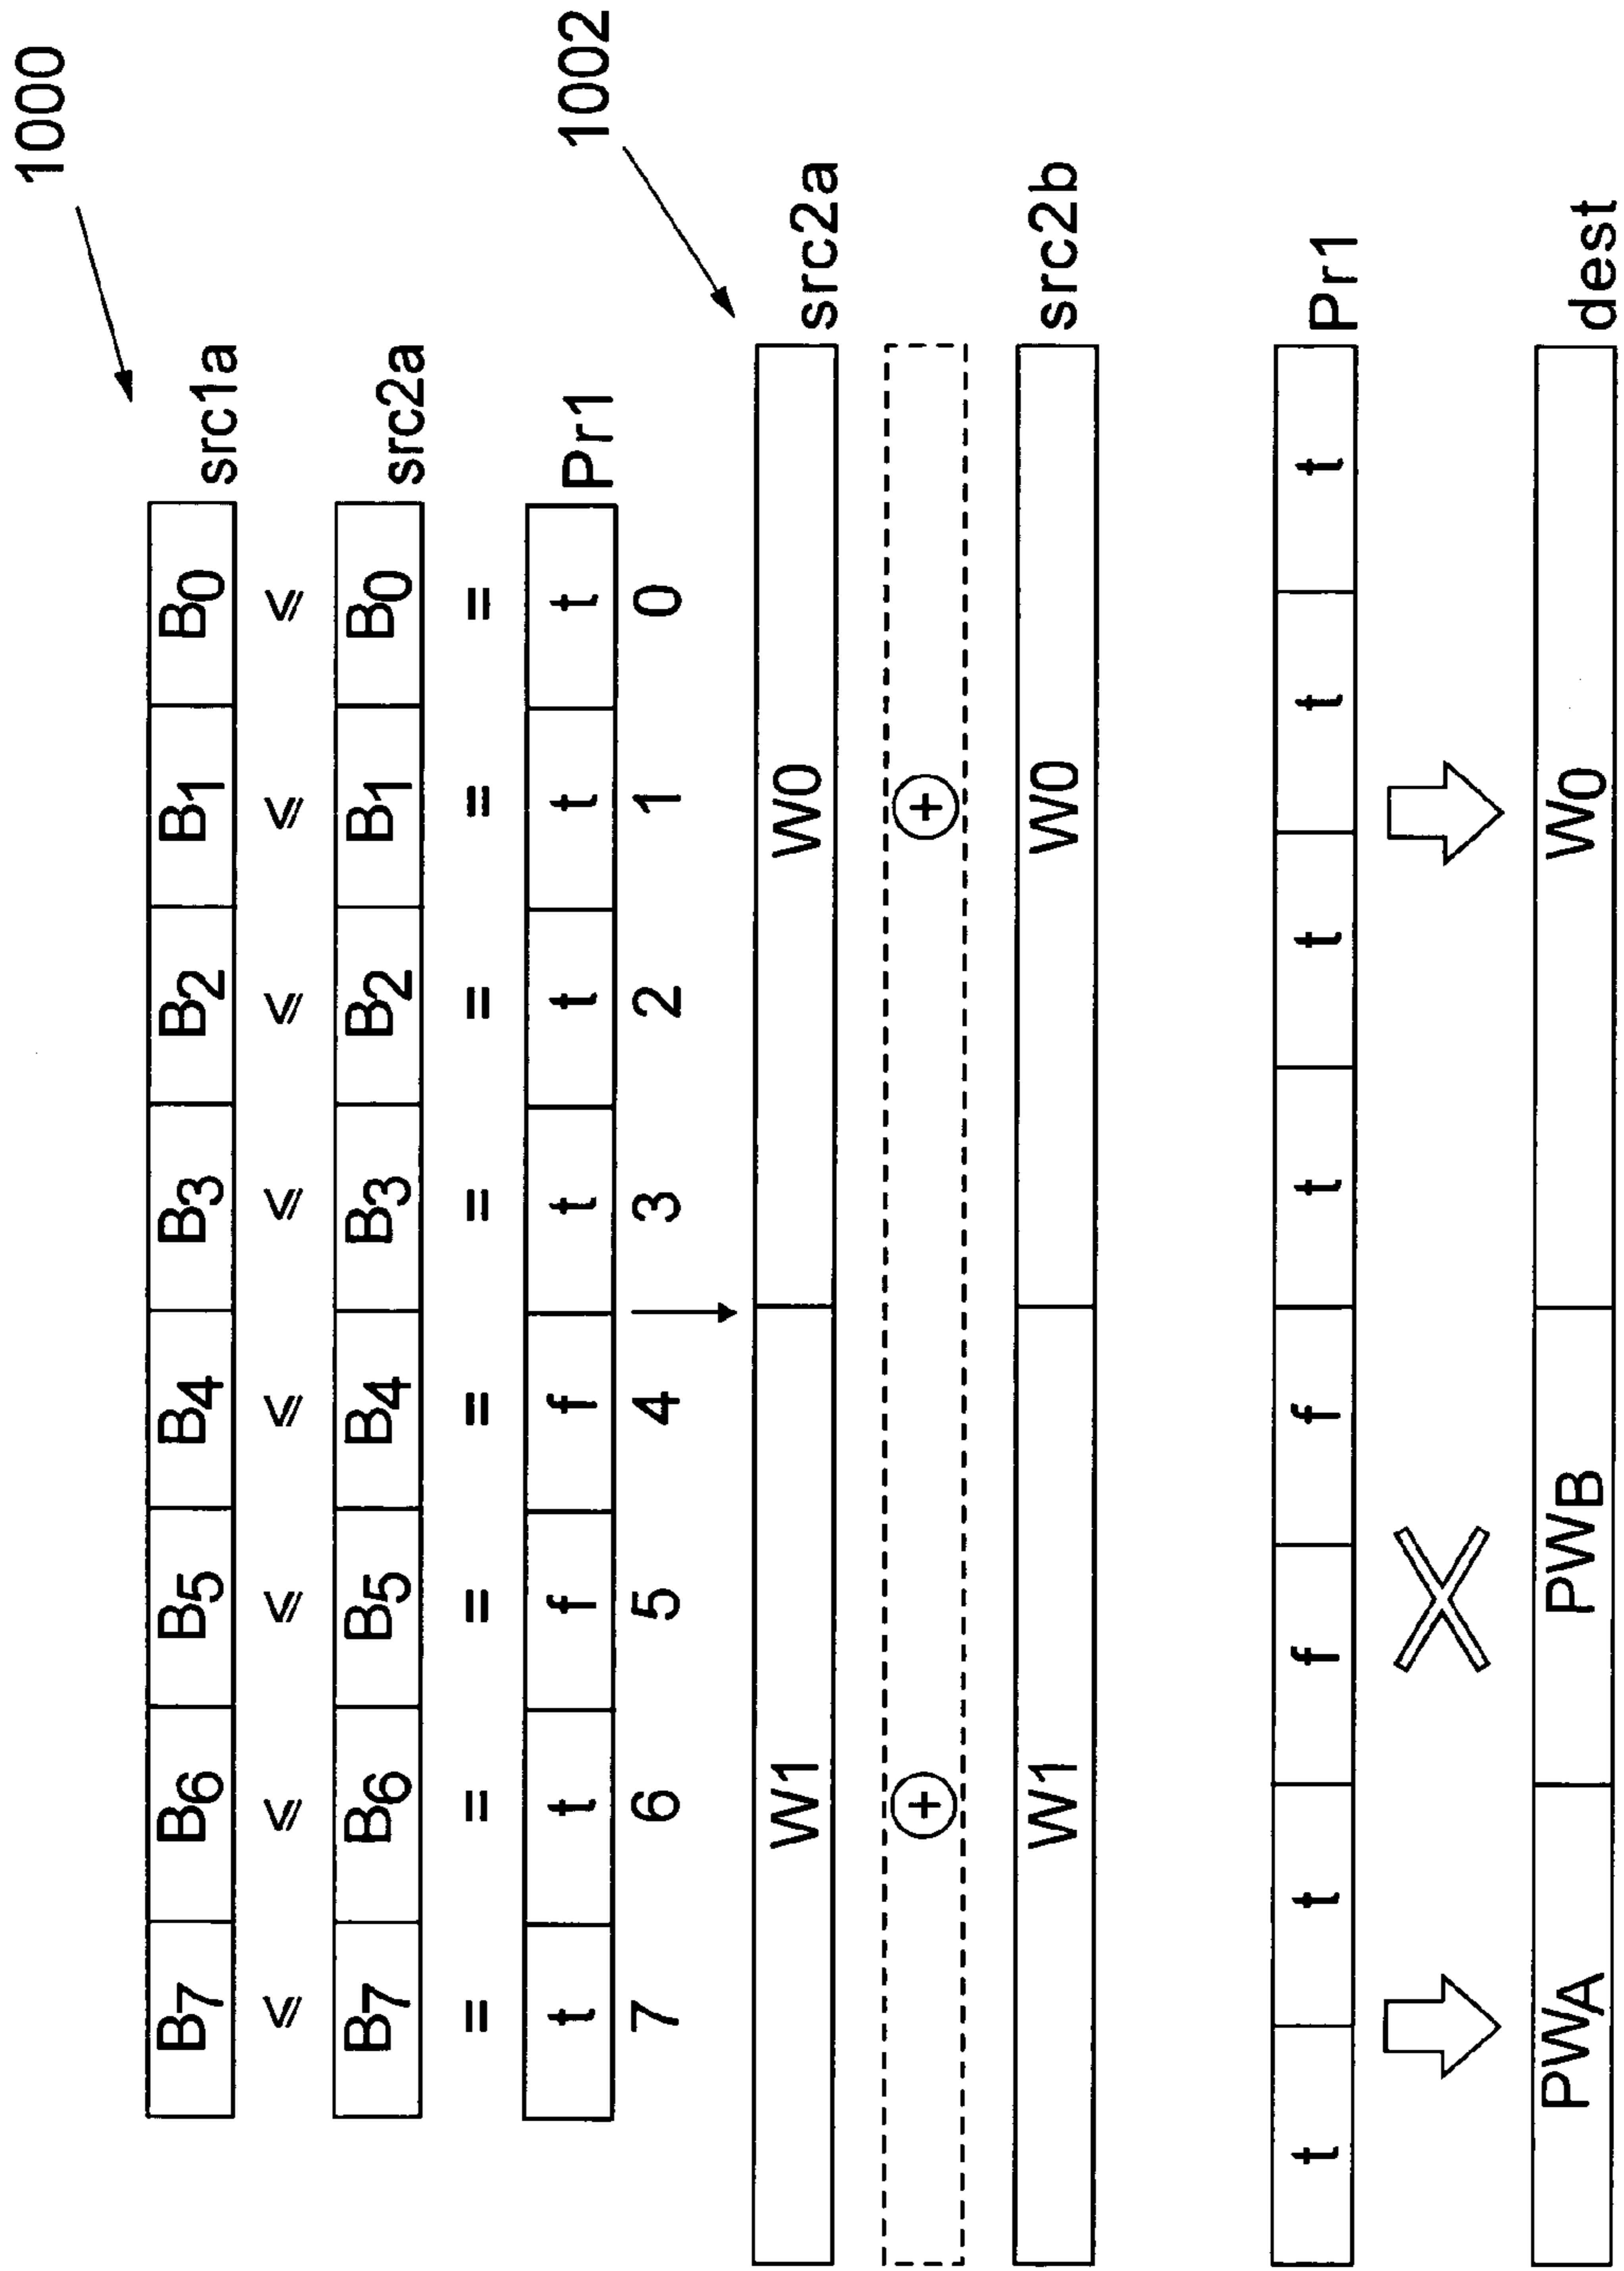 1000
B7 B6 B5 B4 B3 B2 B1 B0 src1a
≤ ≤ ≤ ≤ ≤ ≤ ≤ ≤
B7 B6 B5 B4 B3 B2 B1 B0 src2a
= = = = = = = =
t t f f t t t t Pr1
7 6 5 4 3 2 1 0
1002
W1 W0 src2a
+ +
W1 W0 src2b
t t f f t t t t Pr1
PWA PWB W0 dest